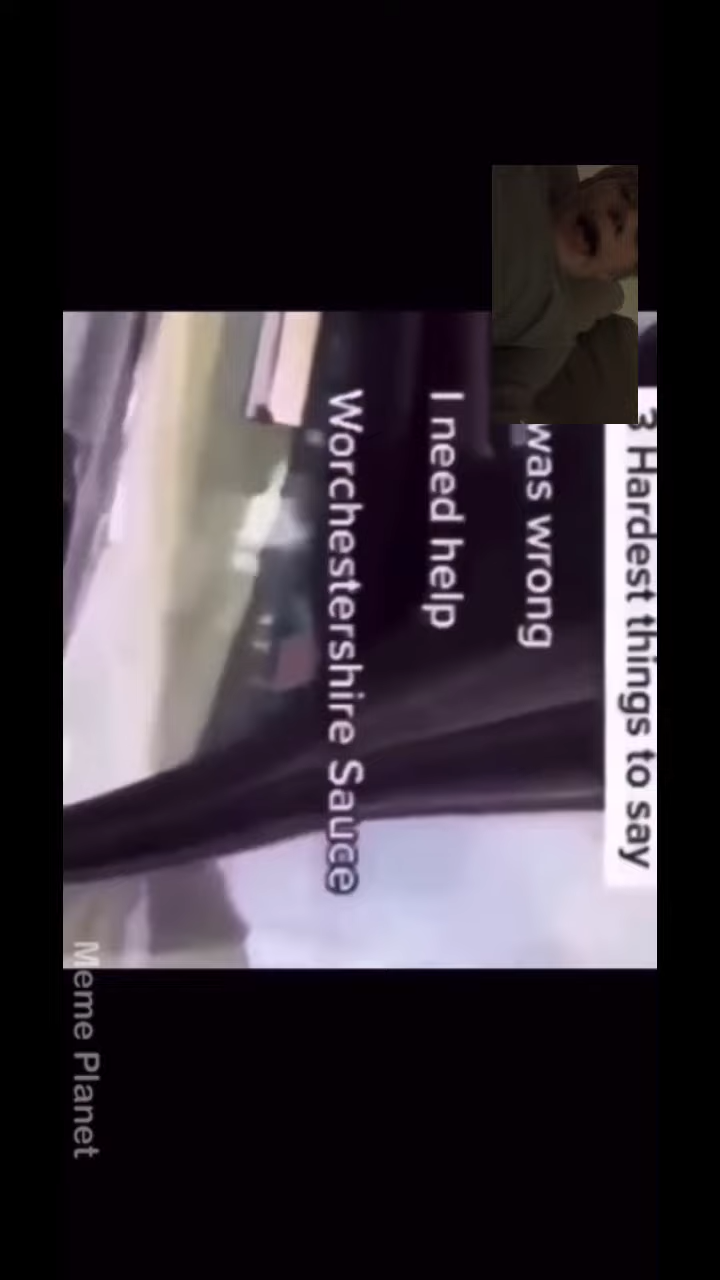 3 Hardest things to say
was wrong
I need help
Worchestershire Sauce
Meme Planet